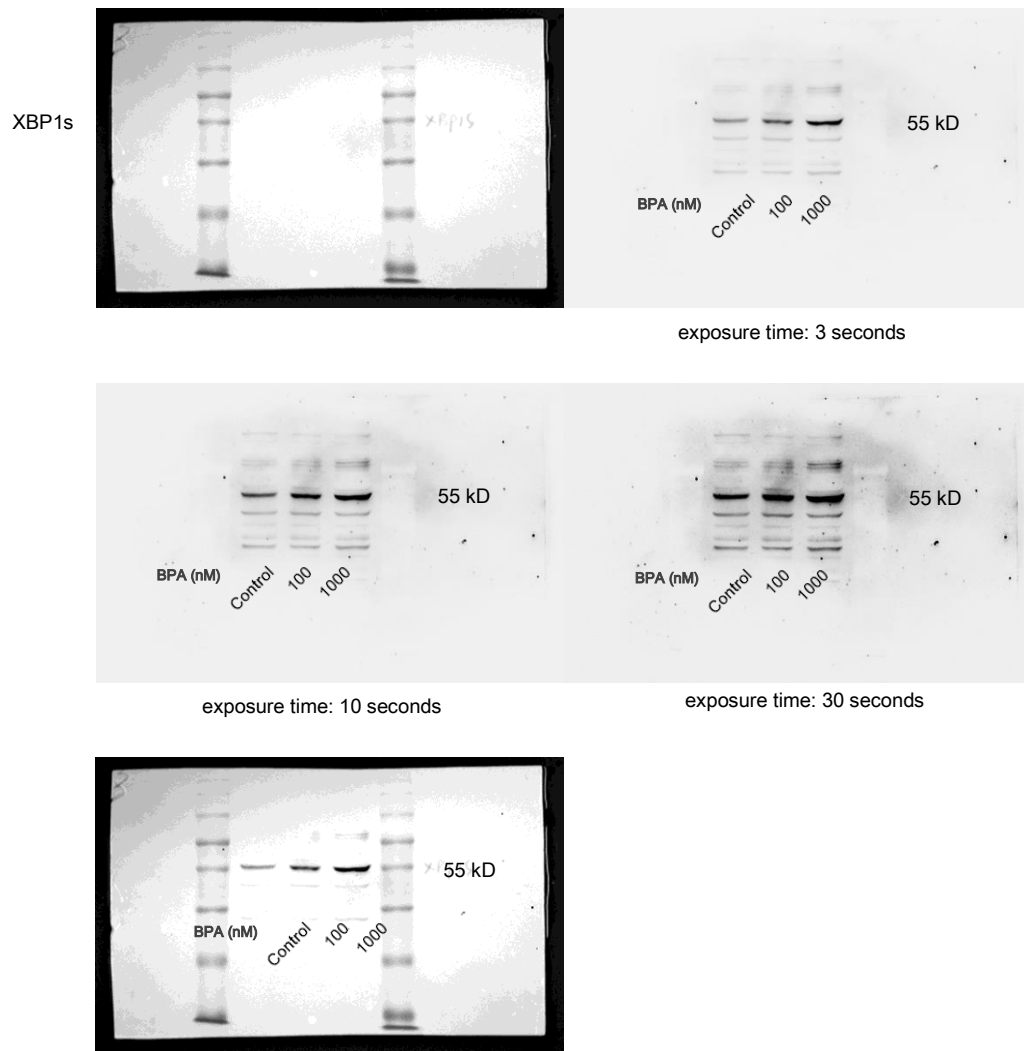 XBP1s
XBP1S
55 kD
BPA (nM)
Control
100
1000
exposure time: 3 seconds
55 kD
BPA (nM)
Control
100
1000
exposure time: 10 seconds
55 kD
BPA (nM)
Control
100
1000
exposure time: 30 seconds
55 kD
BPA (nM)
Control
100
1000